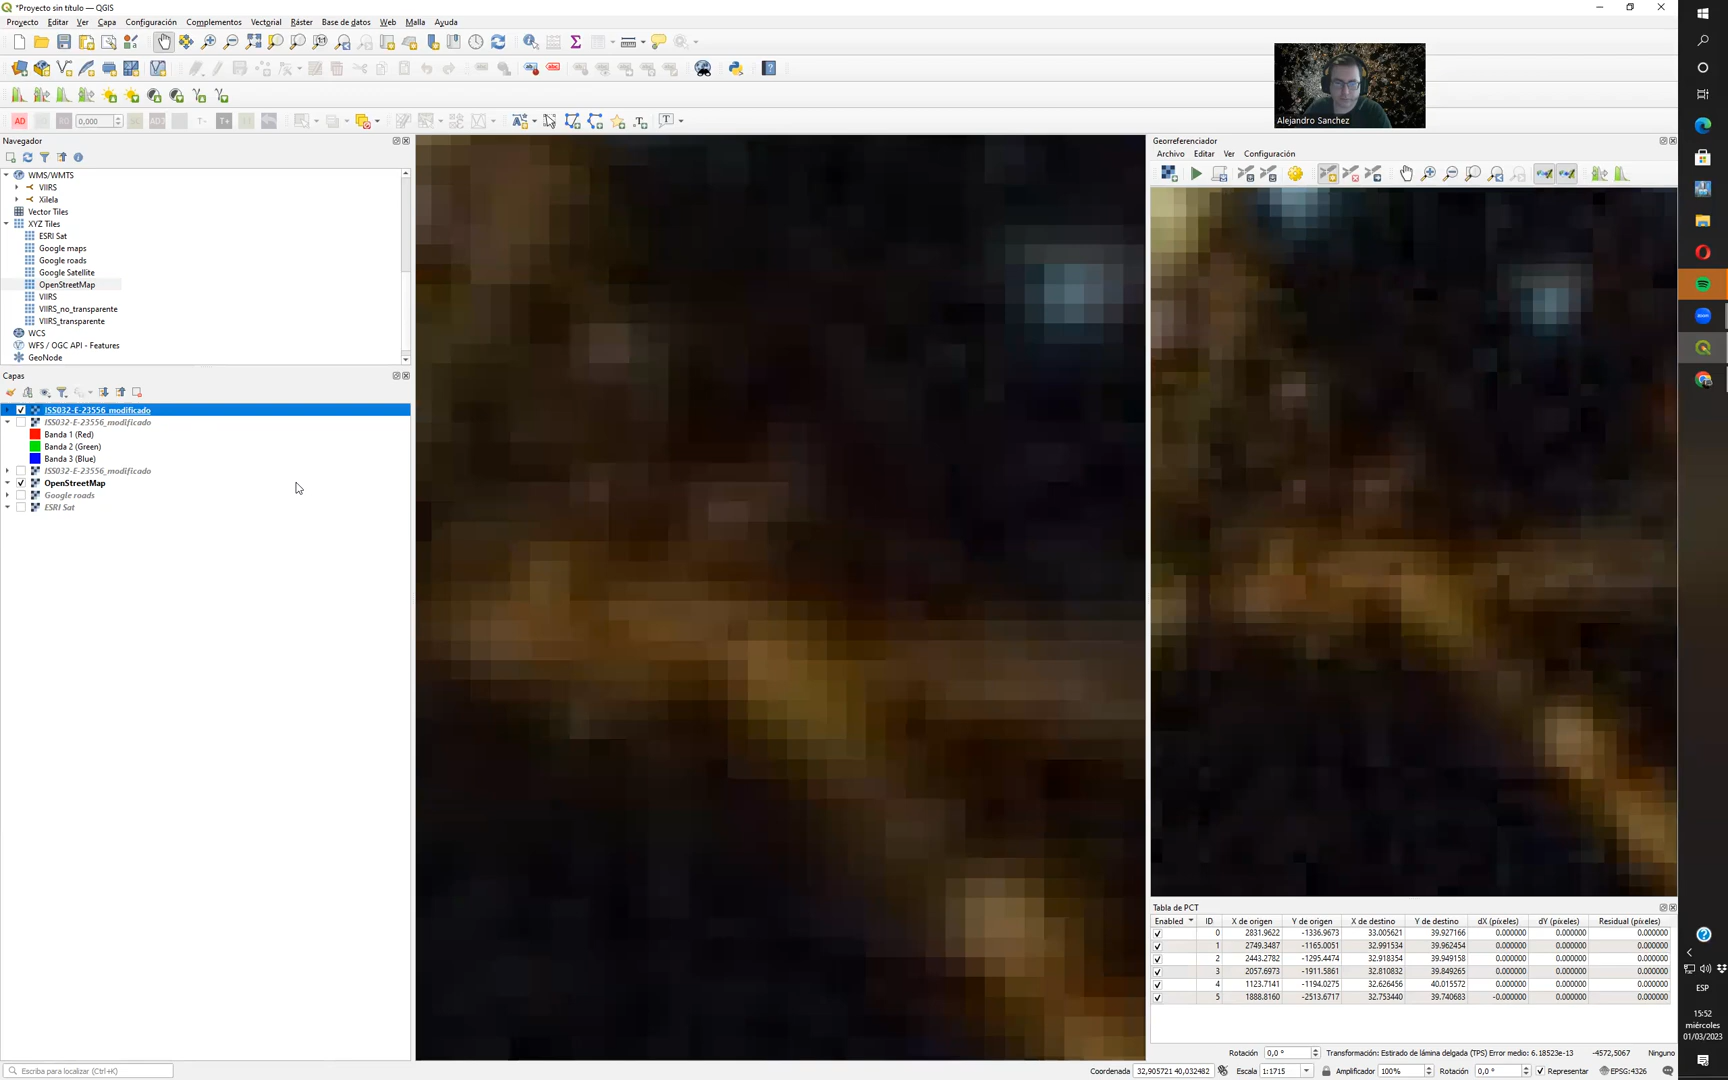 *Proyecto sin título — QGIS
Proyecto Editar Ver Capa Configuración Complementos Vectorial Ráster Base de datos Web Malla Ayuda
0,000
Alejandro Sanchez
Navegador
WMS/WMTS
VIIRS
Xilela
Vector Tiles
XYZ Tiles
ESRI Sat
Google maps
Google roads
Google Satellite
OpenStreetMap
VIIRS
VIIRS_no_transparente
VIIRS_transparente
WCS
WFS / OGC API - Features
GeoNode
Capas
ISS032-E-23556_modificado
ISS032-E-23556_modificado
Banda 1 (Red)
Banda 2 (Green)
Banda 3 (Blue)
ISS032-E-23556_modificado
OpenStreetMap
Google roads
ESRI Sat
Georreferenciador
Archivo Editar Ver Configuración
Tabla de PCT
Enabled ID X de origen Y de origen X de destino Y de destino dX (píxeles) dY (píxeles) Residual (píxeles)
0 2831.9622 -1336.9673 33.005621 39.927166 0.000000 0.000000 0.000000
1 2749.3487 -1165.0051 32.991534 39.962454 0.000000 0.000000 0.000000
2 2443.2782 -1295.4474 32.918354 39.949158 0.000000 0.000000 0.000000
3 2057.6973 -1911.5861 32.810832 39.849265 0.000000 0.000000 0.000000
4 1123.7141 -1194.0275 32.626456 40.015572 0.000000 0.000000 0.000000
5 1888.8160 -2513.6717 32.753440 39.740683 -0.000000 0.000000 0.000000
Rotación 0,0 ° Transformación: Estirado de lámina delgada (TPS) Error medio: 6.18523e-13 -4572,5067 Ninguno
Escriba para localizar (Ctrl+K)
Coordenada 32,905721 40,032482 Escala 1:1715 Amplificador 100% Rotación 0,0 ° Representar EPSG:4326
ESP
15:52
miércoles
01/03/2023